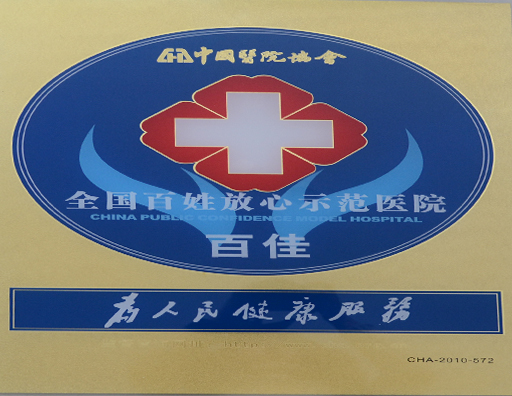 中國醫院協會
全国百姓放心示范医院
CHINA PUBLIC CONFIDENCE MODEL HOSPITAL
百佳
为人民健康服務
CHA-2010-572